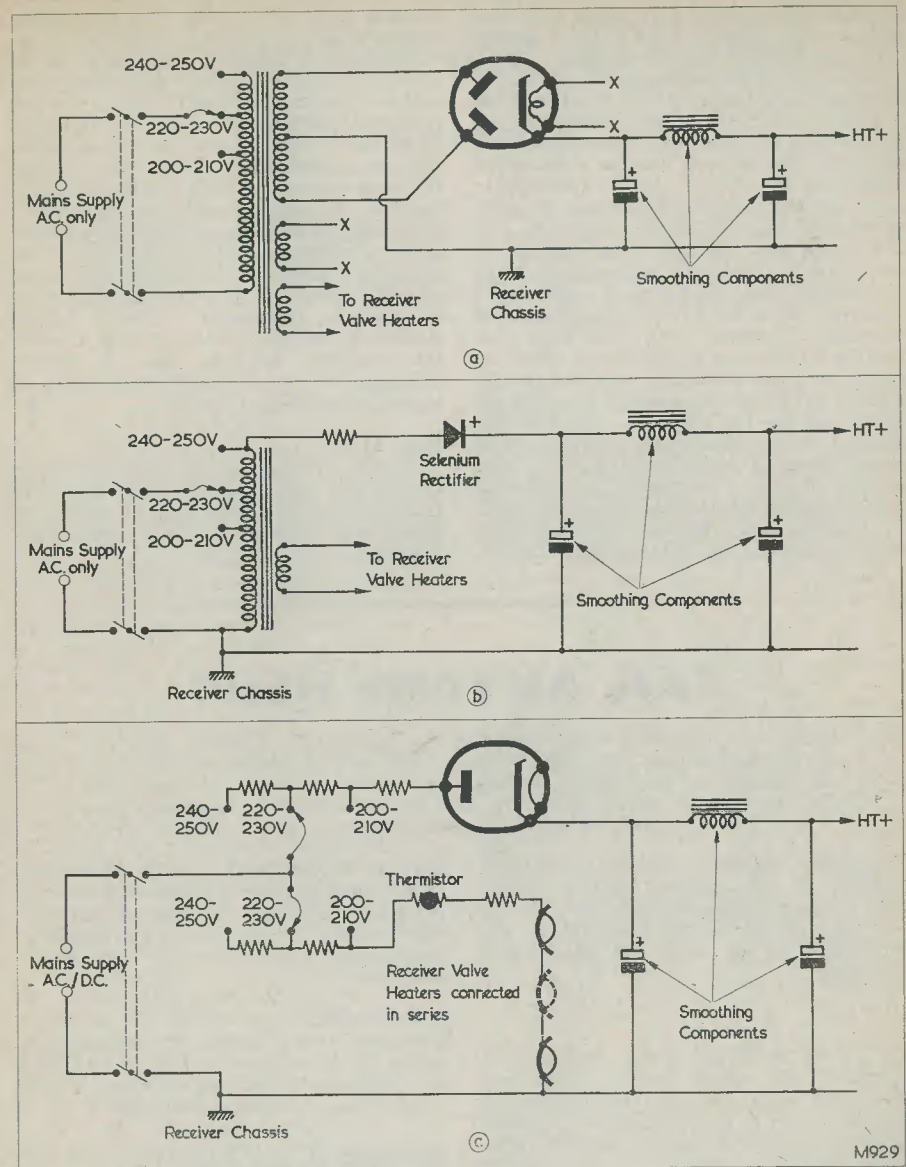 240-250V
220-230V
200-210V
Mains Supply
A.C. only
X
X
X
X
To Receiver
Valve Heaters
Receiver
Chassis
+
+
HT+
Smoothing Components
a
240-250V
220-230V
200-210V
Mains Supply
A.C. only
+
Selenium
Rectifier
To Receiver
Valve Heaters
+
+
HT+
Smoothing Components
Receiver Chassis
b
240-
250V
220-
230V
200-
210V
240-
250V
220-
230V
200-
210V
Thermistor
Mains Supply
A.C./D.C.
Receiver Valve
Heaters connected
in series
+
+
HT+
Smoothing
Components
Receiver Chassis
c
M929